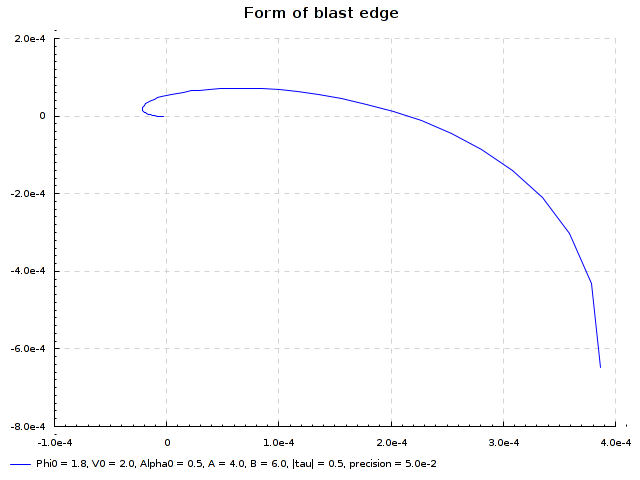 Form of blast edge
2.0e-4
0
-2.0e-4
-4.0e-4
-6.0e-4
-8.0e-4
-1.0e-4 0 1.0e-4 2.0e-4 3.0e-4 4.0e-4
Phi0 = 1.8, V0 = 2.0, Alpha0 = 0.5, A = 4.0, B = 6.0, |tau| = 0.5, precision = 5.0e-2